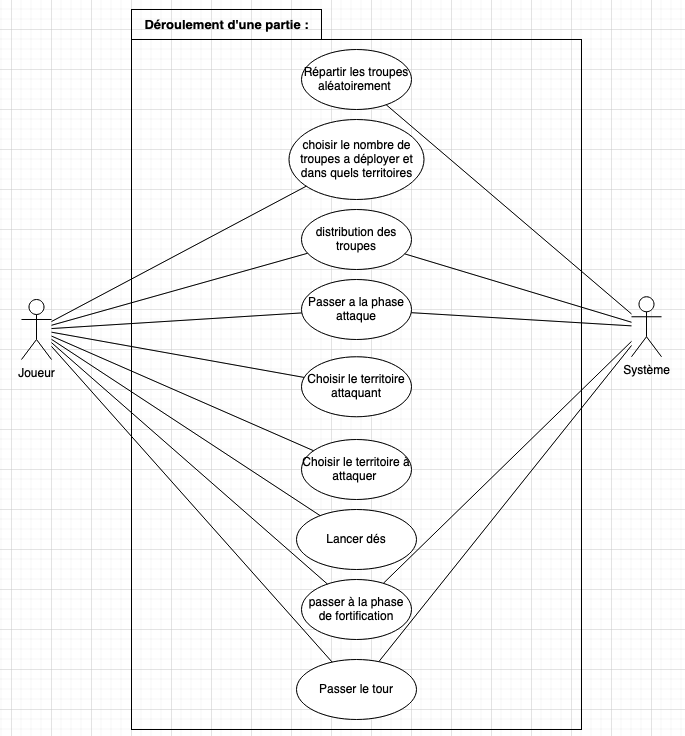 Déroulement d'une partie :
Répartir les troupes
aléatoirement
choisir le nombre de
troupes a déployer et
dans quels territoires
distribution des
troupes
Passer a la phase
attaque
Joueur
Système
Choisir le territoire
attaquant
Choisir le territoire à
attaquer
Lancer dés
passer à la phase
de fortification
Passer le tour